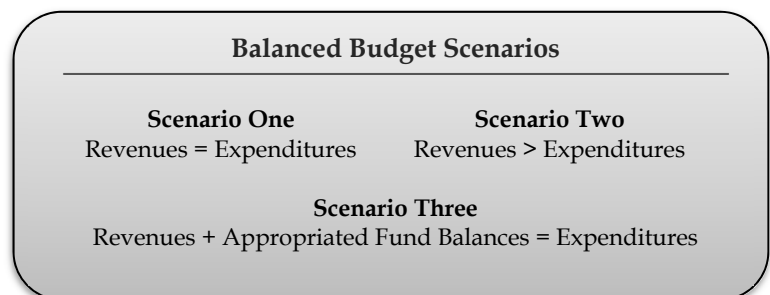 Balanced Budget Scenarios
Scenario One
Revenues = Expenditures
Scenario Two
Revenues > Expenditures
Scenario Three
Revenues + Appropriated Fund Balances = Expenditures